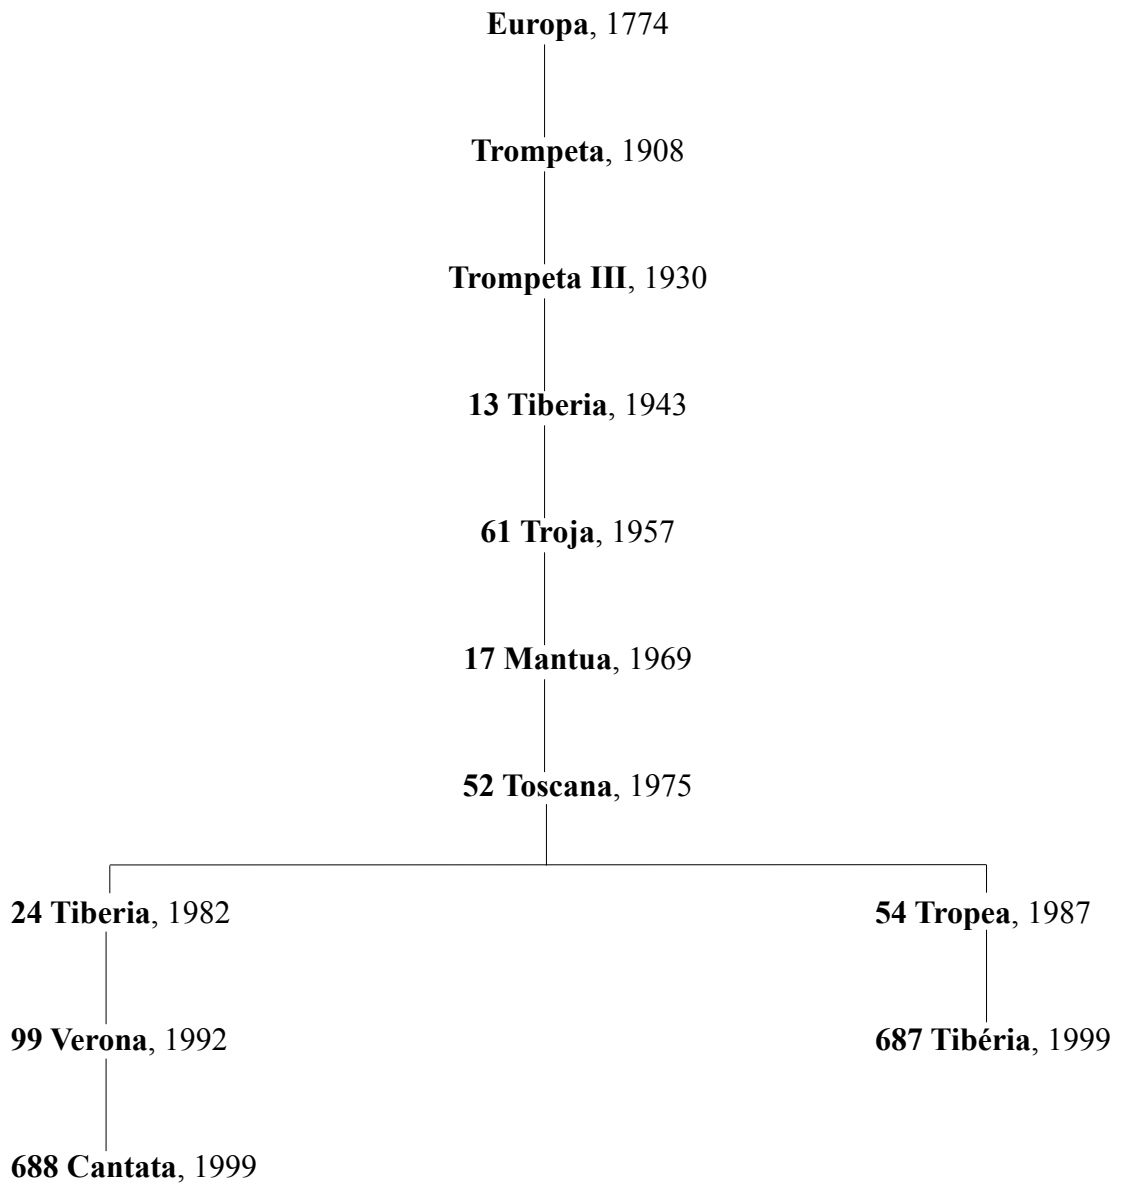 Europa, 1774
Trompeta, 1908
Trompeta III, 1930
13 Tiberia, 1943
61 Troja, 1957
17 Mantua, 1969
52 Toscana, 1975
24 Tiberia, 1982
54 Tropea, 1987
99 Verona, 1992
687 Tibéria, 1999
688 Cantata, 1999